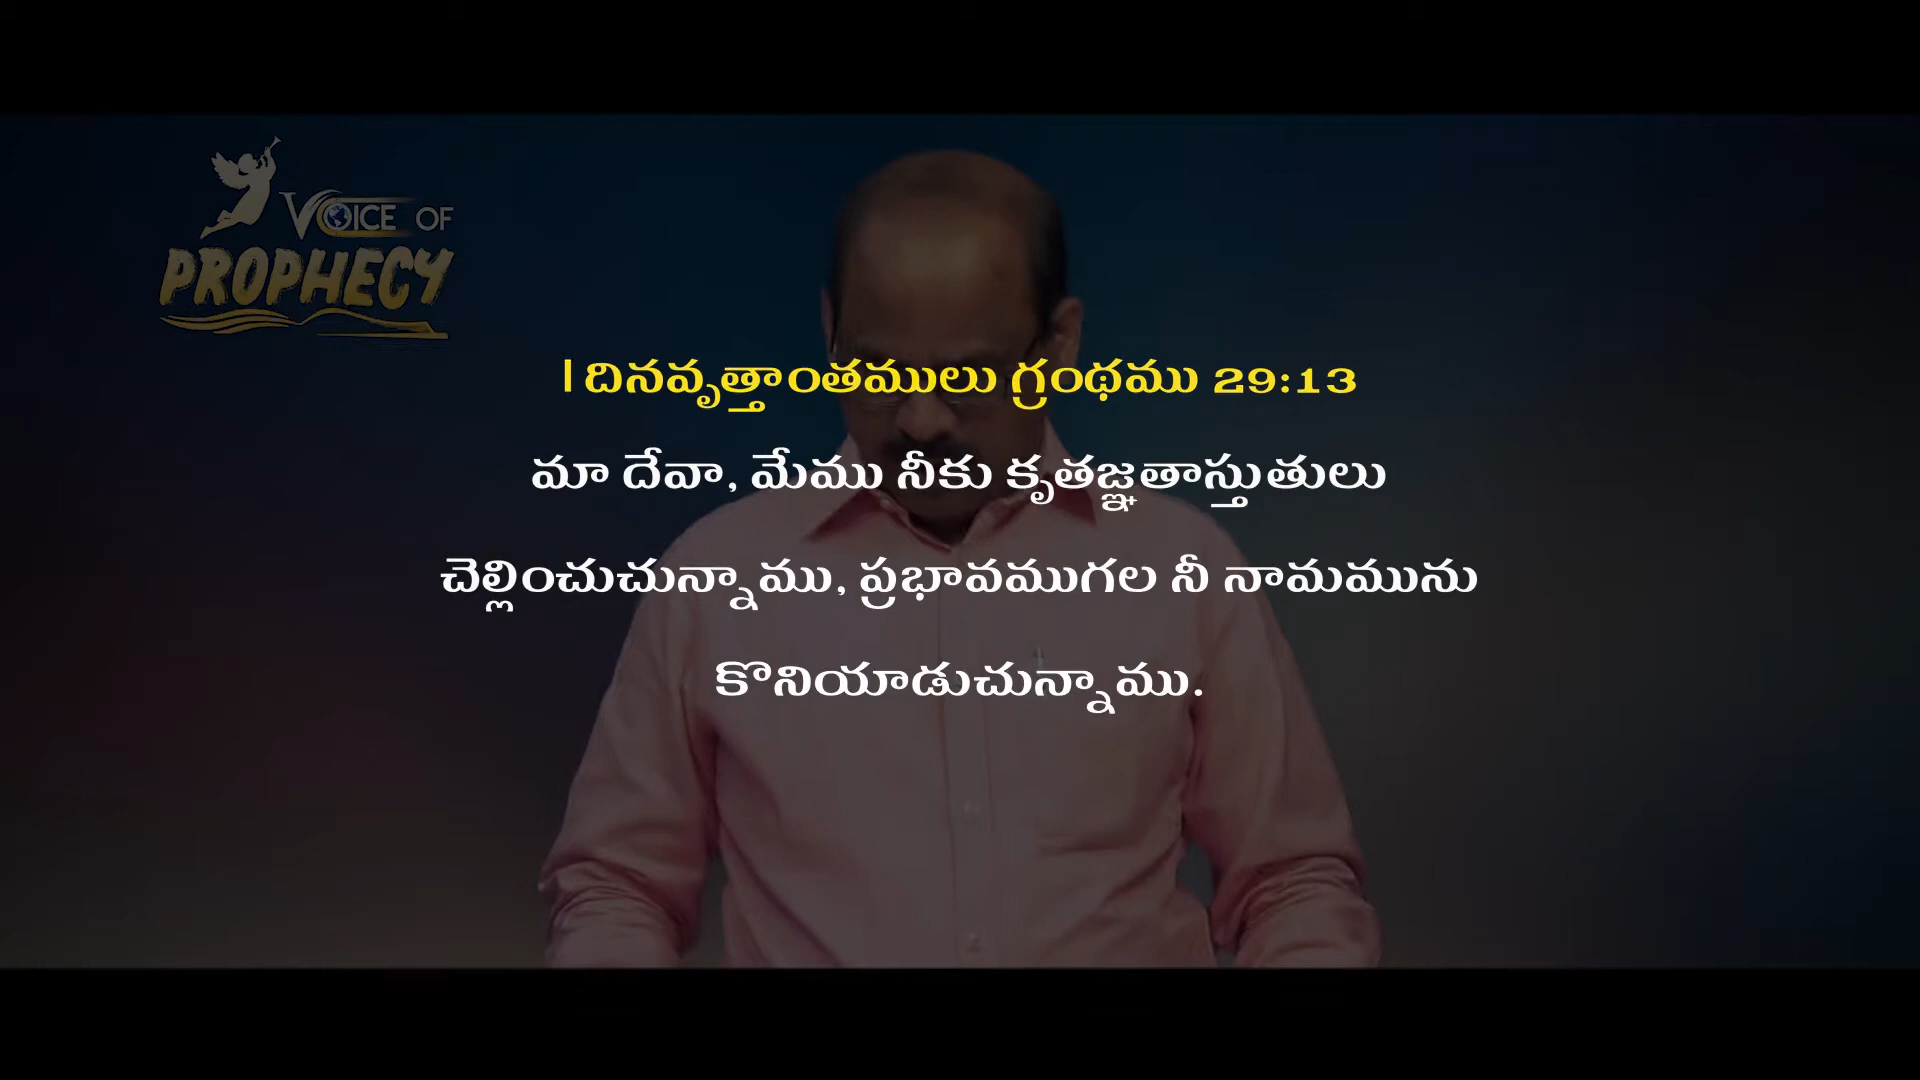 VOICE OF
PROPHECY
I దినవృత్తాంతములు గ్రంథము 29:13
మా దేవా, మేము నీకు కృతజ్ఞతాస్తుతులు
చెల్లించుచున్నాము, ప్రభావముగల నీ నామమును
కొనియాడుచున్నాము.